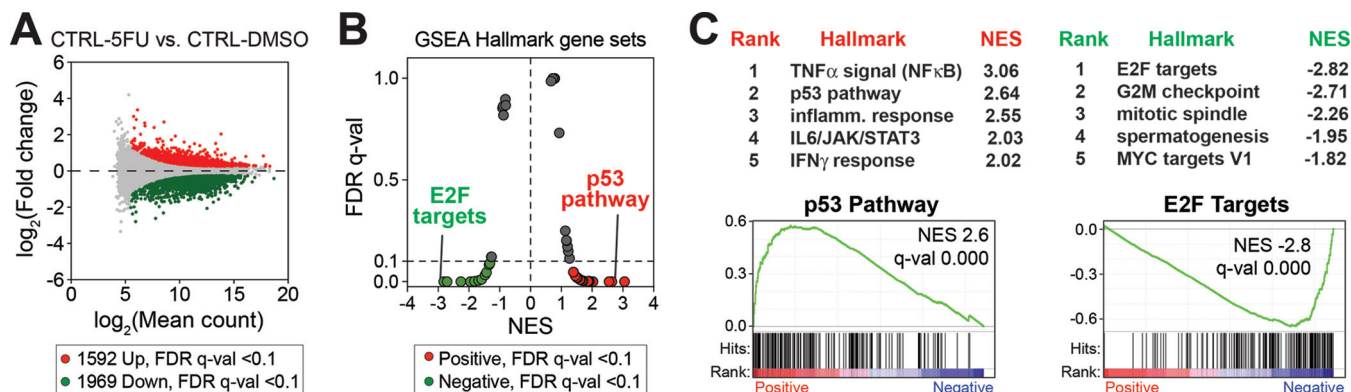 A
CTRL-5FU vs. CTRL-DMSO
log2(Fold change)
6
4
2
0
-2
-4
-6
0
5
10
15
20
log2(Mean count)
1592 Up, FDR q-val <0.1
1969 Down, FDR q-val <0.1
B
GSEA Hallmark gene sets
FDR q-val
1.0
0.5
0.1
0.0
E2F
targets
p53
pathway
-4
-3
-2
-1
0
1
2
3
4
NES
Positive, FDR q-val <0.1
Negative, FDR q-val <0.1
C
Rank Hallmark NES
1 TNFα signal (NFκB) 3.06
2 p53 pathway 2.64
3 inflamm. response 2.55
4 IL6/JAK/STAT3 2.03
5 IFNγ response 2.02
Rank Hallmark NES
1 E2F targets -2.82
2 G2M checkpoint -2.71
3 mitotic spindle -2.26
4 spermatogenesis -1.95
5 MYC targets V1 -1.82
p53 Pathway
0.6
0.3
0.0
NES 2.6
q-val 0.000
Hits:
Rank:
Positive
Negative
E2F Targets
0.0
-0.3
-0.6
NES -2.8
q-val 0.000
Hits:
Rank:
Positive
Negative